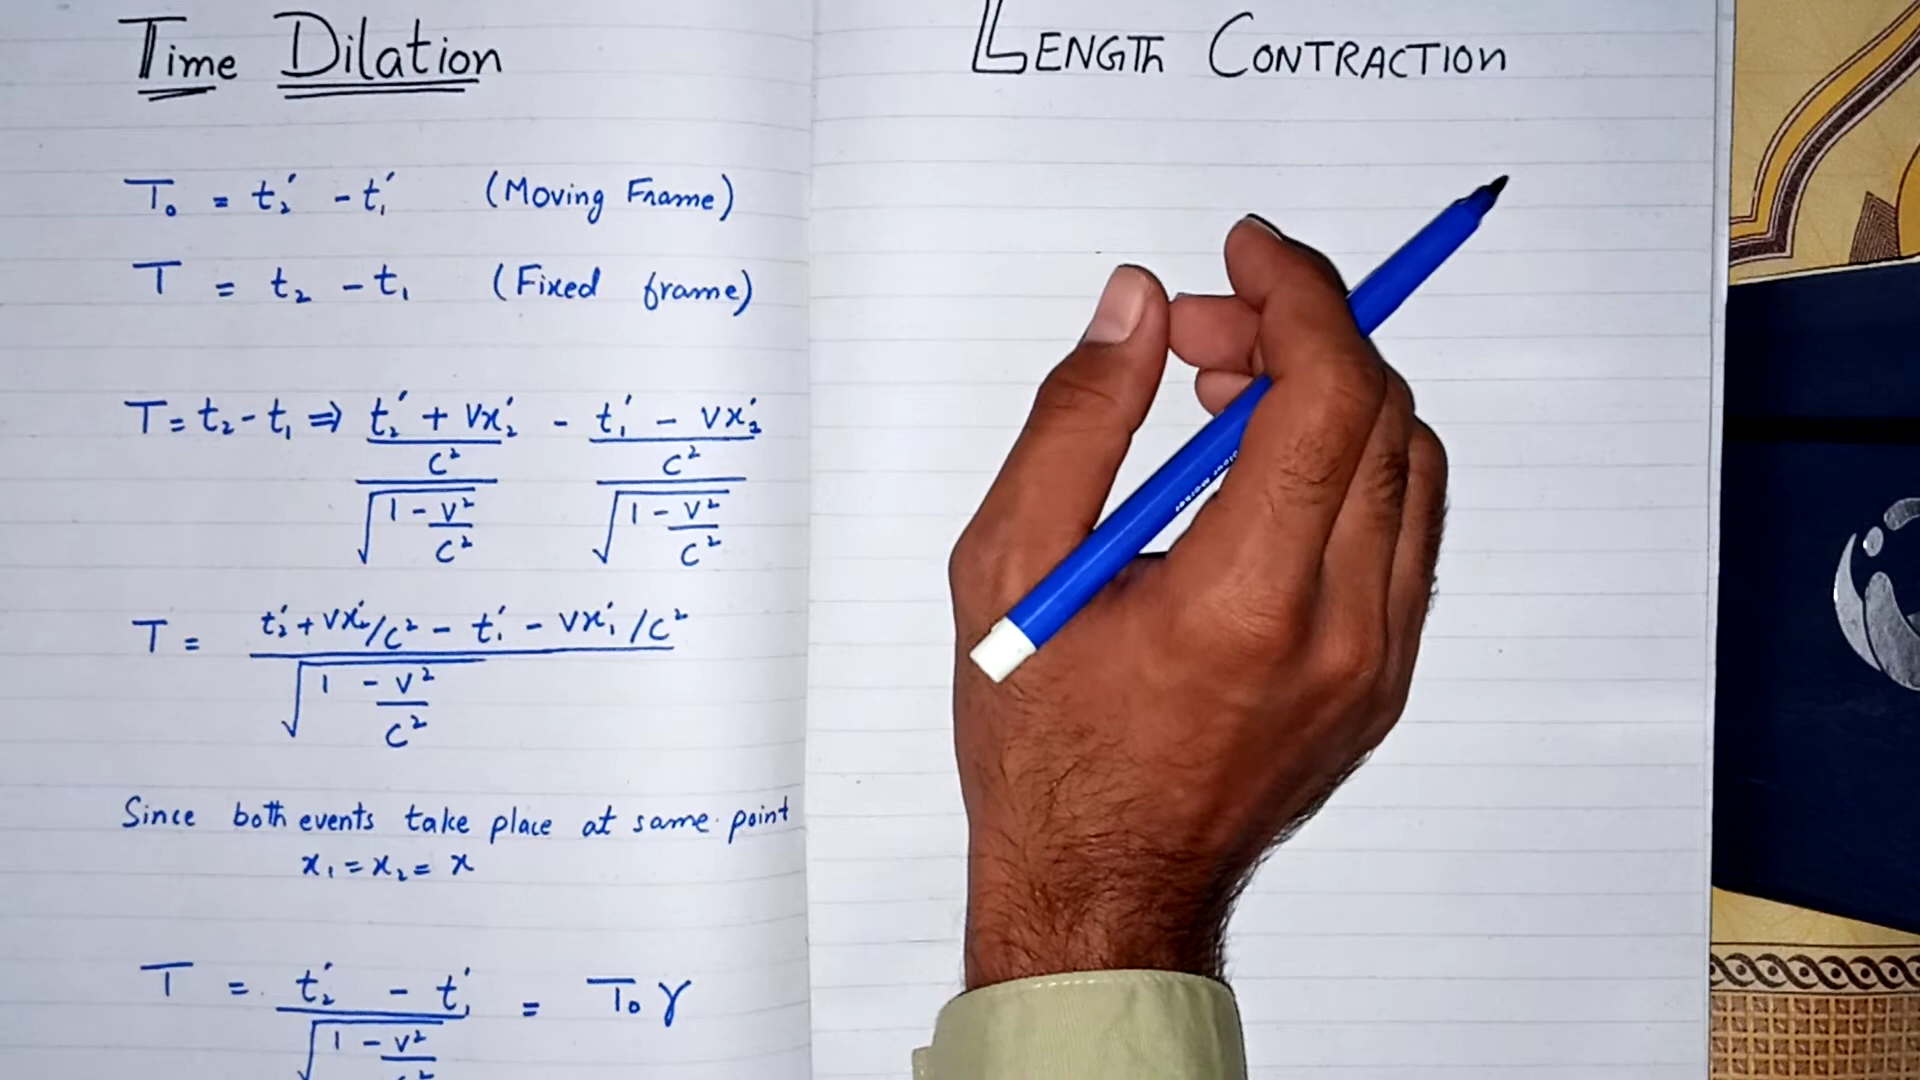 Time Dilation
T₀ = t₂' - t₁' (Moving Frame)
T = t₂ - t₁ (Fixed frame)
T = t₂ - t₁ ⇒ (t₂' + vx₂'/c²)/√(1 - v²/c²) - (t₁' - vx₁'/c²)/√(1 - v²/c²)
T = (t₂' + vx₂'/c² - t₁' - vx₁'/c²)/√(1 - v²/c²)
Since both events take place at same point
x₁ = x₂ = x
T = (t₂' - t₁')/√(1 - v²/c²) = T₀γ
LENGTH CONTRACTION